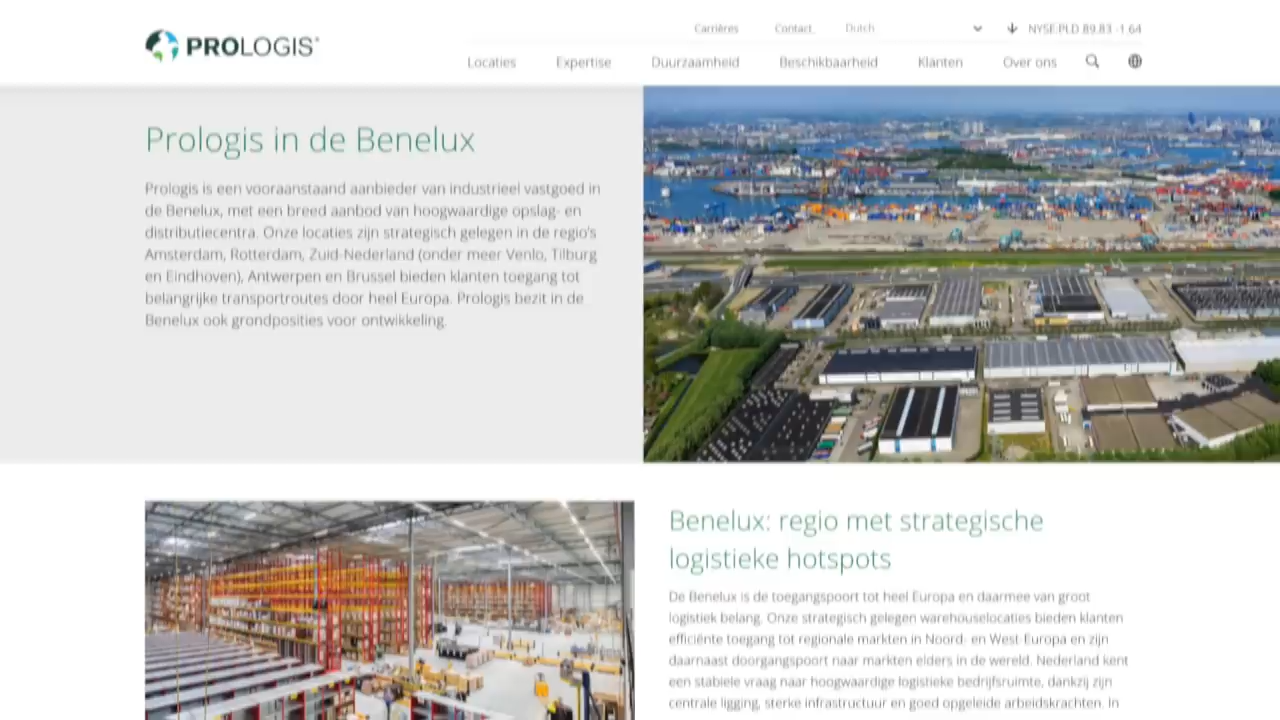 PROLOGIS
Carrières Contact Dutch NYSE:PLD 89.83 -1.64
Locaties Expertise Duurzaamheid Beschikbaarheid Klanten Over ons
Prologis in de Benelux
Prologis is een vooraanstaand aanbieder van industrieel vastgoed in
de Benelux, met een breed aanbod van hoogwaardige opslag- en
distributiecentra. Onze locaties zijn strategisch gelegen in de regio's
Amsterdam, Rotterdam, Zuid-Nederland (onder meer Venlo, Tilburg
en Eindhoven), Antwerpen en Brussel bieden klanten toegang tot
belangrijke transportroutes door heel Europa. Prologis bezit in de
Benelux ook grondposities voor ontwikkeling.
Benelux: regio met strategische
logistieke hotspots
De Benelux is de toegangspoort tot heel Europa en daarmee van groot
logistiek belang. Onze strategisch gelegen warehouselocaties bieden klanten
efficiënte toegang tot regionale markten in Noord- en West-Europa en zijn
daarnaast doorgangspoort naar markten elders in de wereld. Nederland kent
een stabiele vraag naar hoogwaardige logistieke bedrijfsruimte, dankzij zijn
centrale ligging, sterke infrastructuur en goed opgeleide arbeidskrachten. In